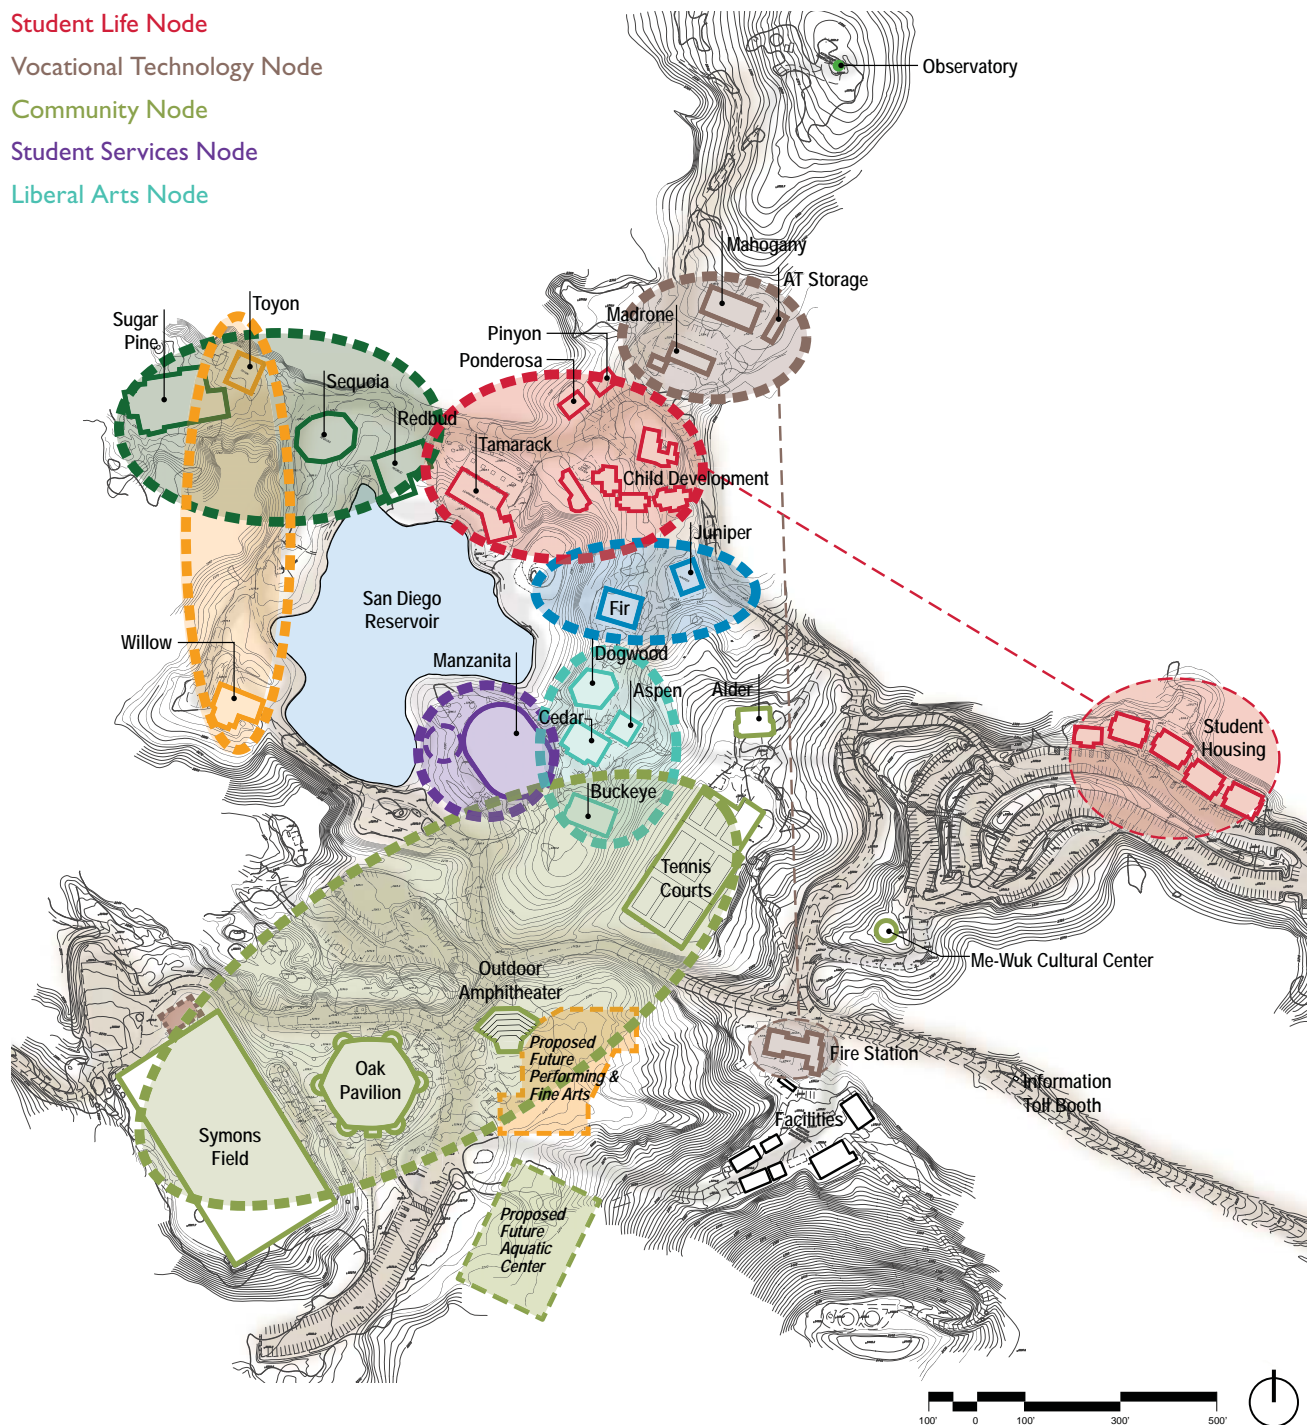 Student Life Node
Vocational Technology Node
Community Node
Student Services Node
Liberal Arts Node
Observatory
Mahogany
AT Storage
Madrone
Toyon
Sugar
Pine
Pinyon
Ponderosa
Sequoia
Redbud
Tamarack
Child Development
Juniper
Fir
San Diego
Reservoir
Willow
Manzanita
Dogwood
Aspen
Alder
Cedar
Student
Housing
Buckeye
Tennis
Courts
Me-Wuk Cultural Center
Outdoor
Amphitheater
Proposed
Future
Performing &
Fine Arts
Fire Station
Oak
Pavilion
Information
Toll Booth
Facilities
Symons
Field
Proposed
Future
Aquatic
Center
100' 0 100' 300' 500'